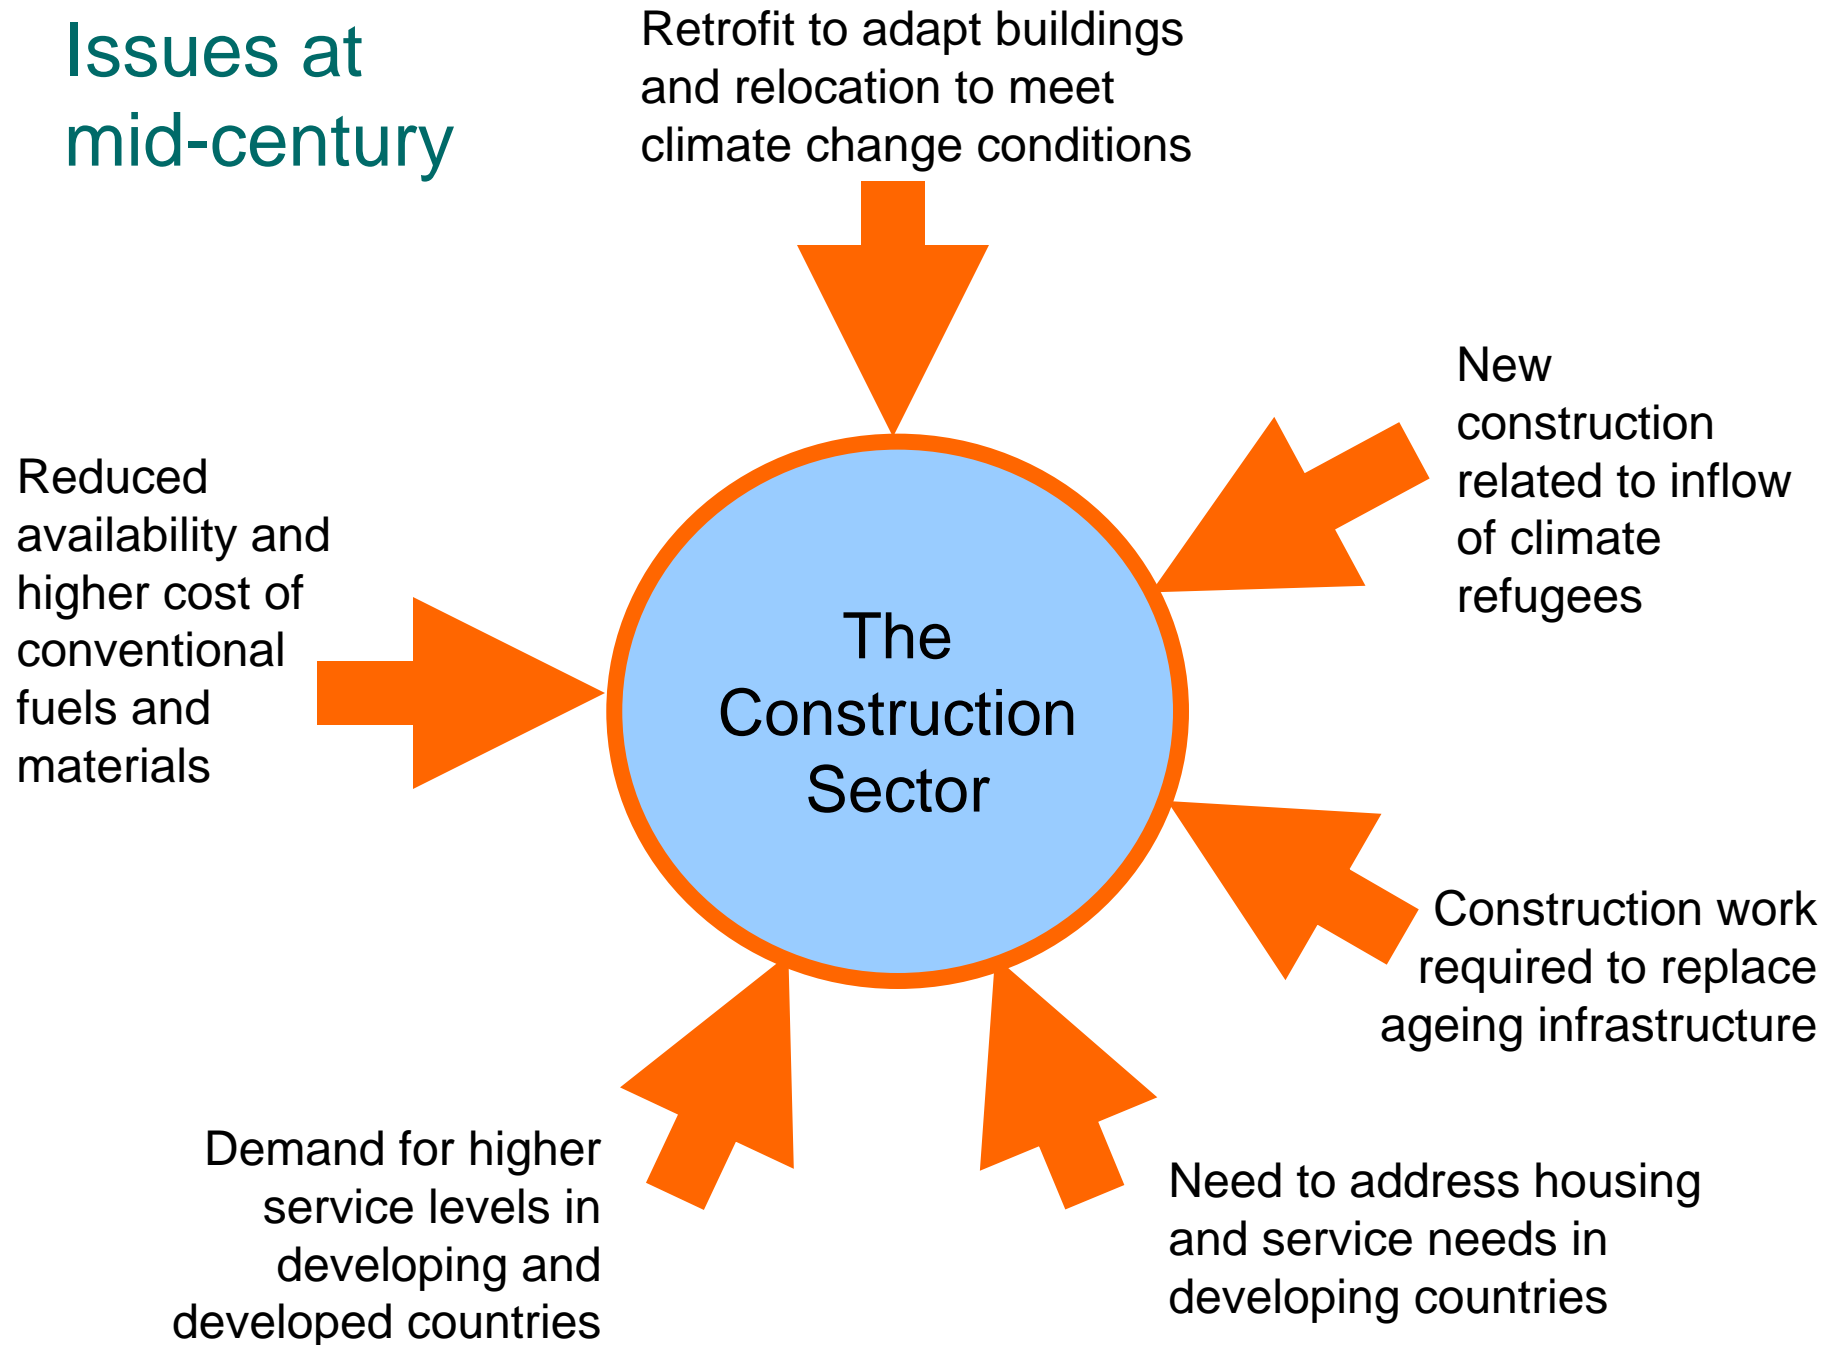 Issues at
mid-century
Retrofit to adapt buildings
and relocation to meet
climate change conditions
New
construction
related to inflow
of climate
refugees
Reduced
availability and
higher cost of
conventional
fuels and
materials
The
Construction
Sector
Construction work
required to replace
ageing infrastructure
Demand for higher
service levels in
developing and
developed countries
Need to address housing
and service needs in
developing countries